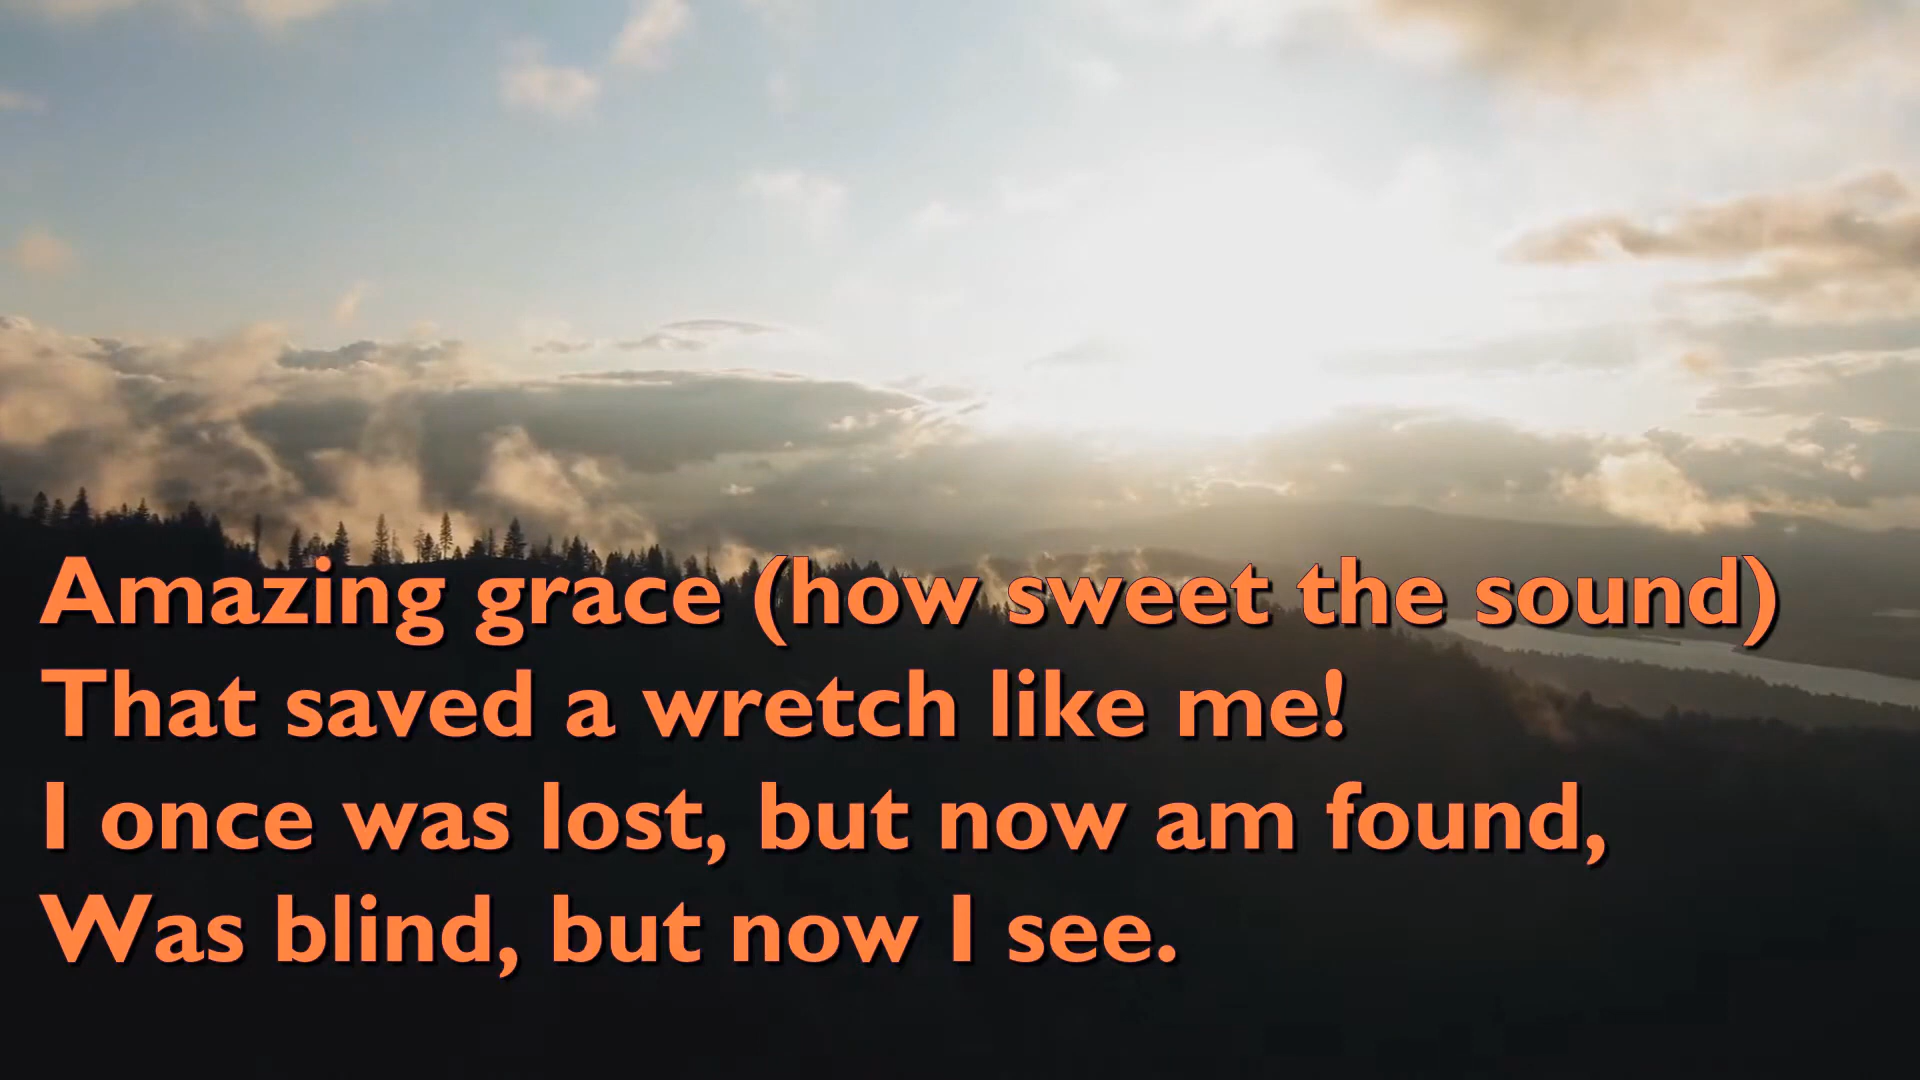 Amazing grace (how sweet the sound)
That saved a wretch like me!
I once was lost, but now am found,
Was blind, but now I see.